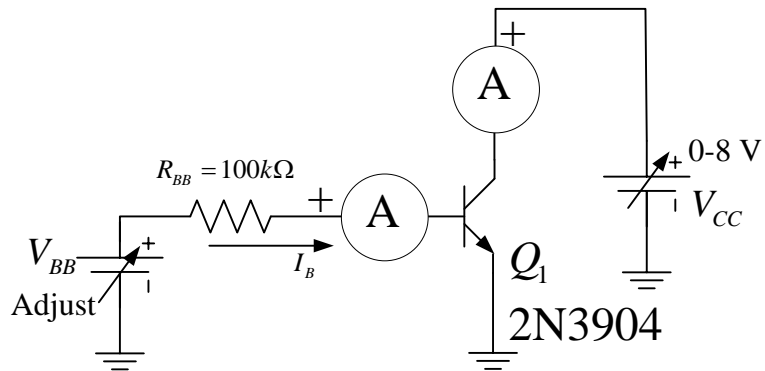 +
A
0-8 V
+
R_BB = 100kΩ
+
A
V_CC
V_BB
+
I_B
Q_1
Adjust
2N3904